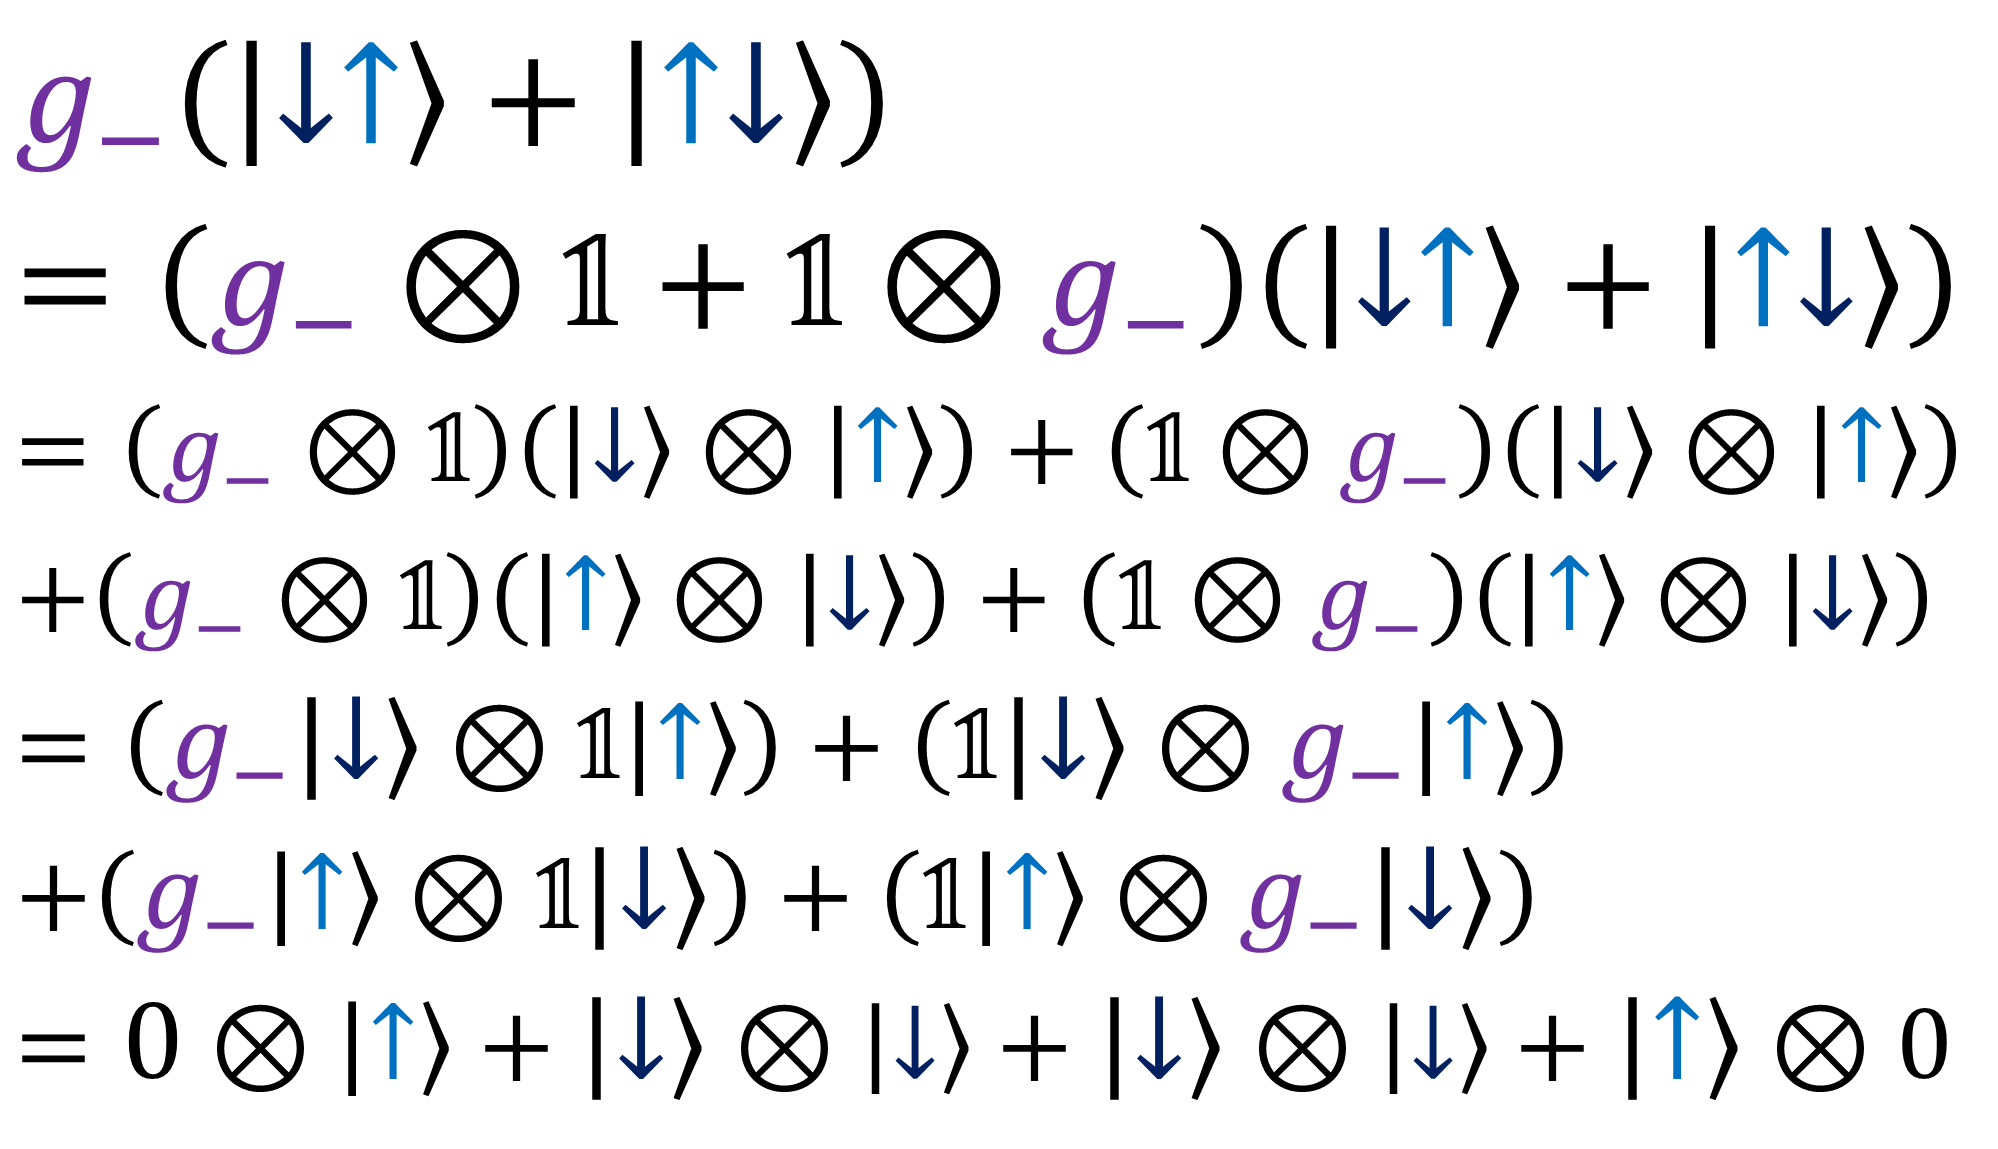 g₋(|↓↑⟩ + |↑↓⟩)
= (g₋ ⊗ 𝟙 + 𝟙 ⊗ g₋)(|↓↑⟩ + |↑↓⟩)
= (g₋ ⊗ 𝟙)(|↓⟩ ⊗ |↑⟩) + (𝟙 ⊗ g₋)(|↓⟩ ⊗ |↑⟩)
+(g₋ ⊗ 𝟙)(|↑⟩ ⊗ |↓⟩) + (𝟙 ⊗ g₋)(|↑⟩ ⊗ |↓⟩)
= (g₋|↓⟩ ⊗ 𝟙|↑⟩) + (𝟙|↓⟩ ⊗ g₋|↑⟩)
+(g₋|↑⟩ ⊗ 𝟙|↓⟩) + (𝟙|↑⟩ ⊗ g₋|↓⟩)
= 0 ⊗ |↑⟩ + |↓⟩ ⊗ |↓⟩ + |↓⟩ ⊗ |↓⟩ + |↑⟩ ⊗ 0